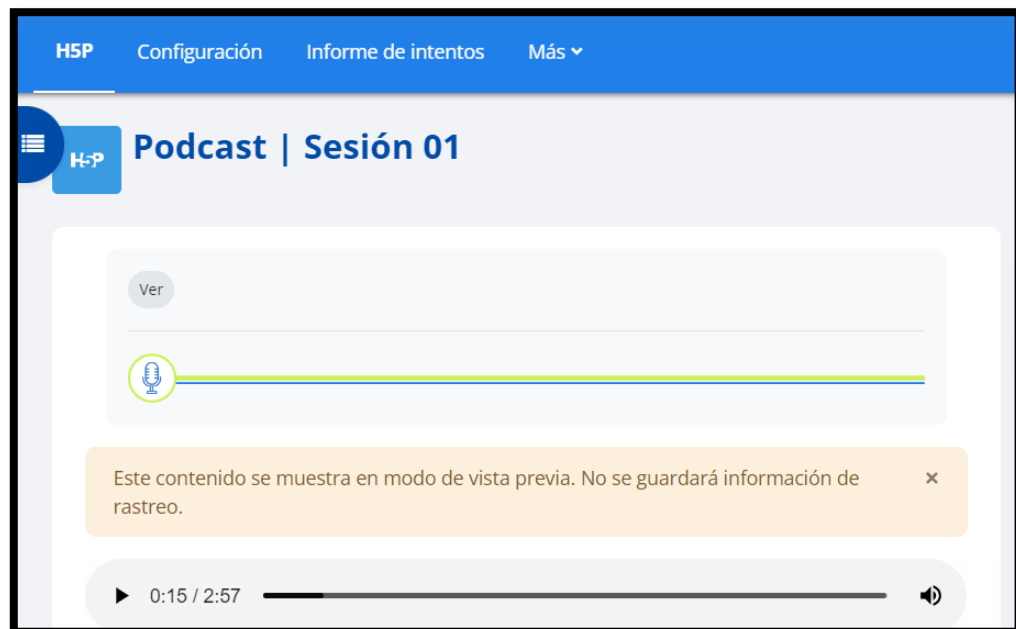 H5P Configuración Informe de intentos Más
H5P Podcast | Sesión 01
Ver
Este contenido se muestra en modo de vista previa. No se guardará información de ×
rastreo.
0:15 / 2:57